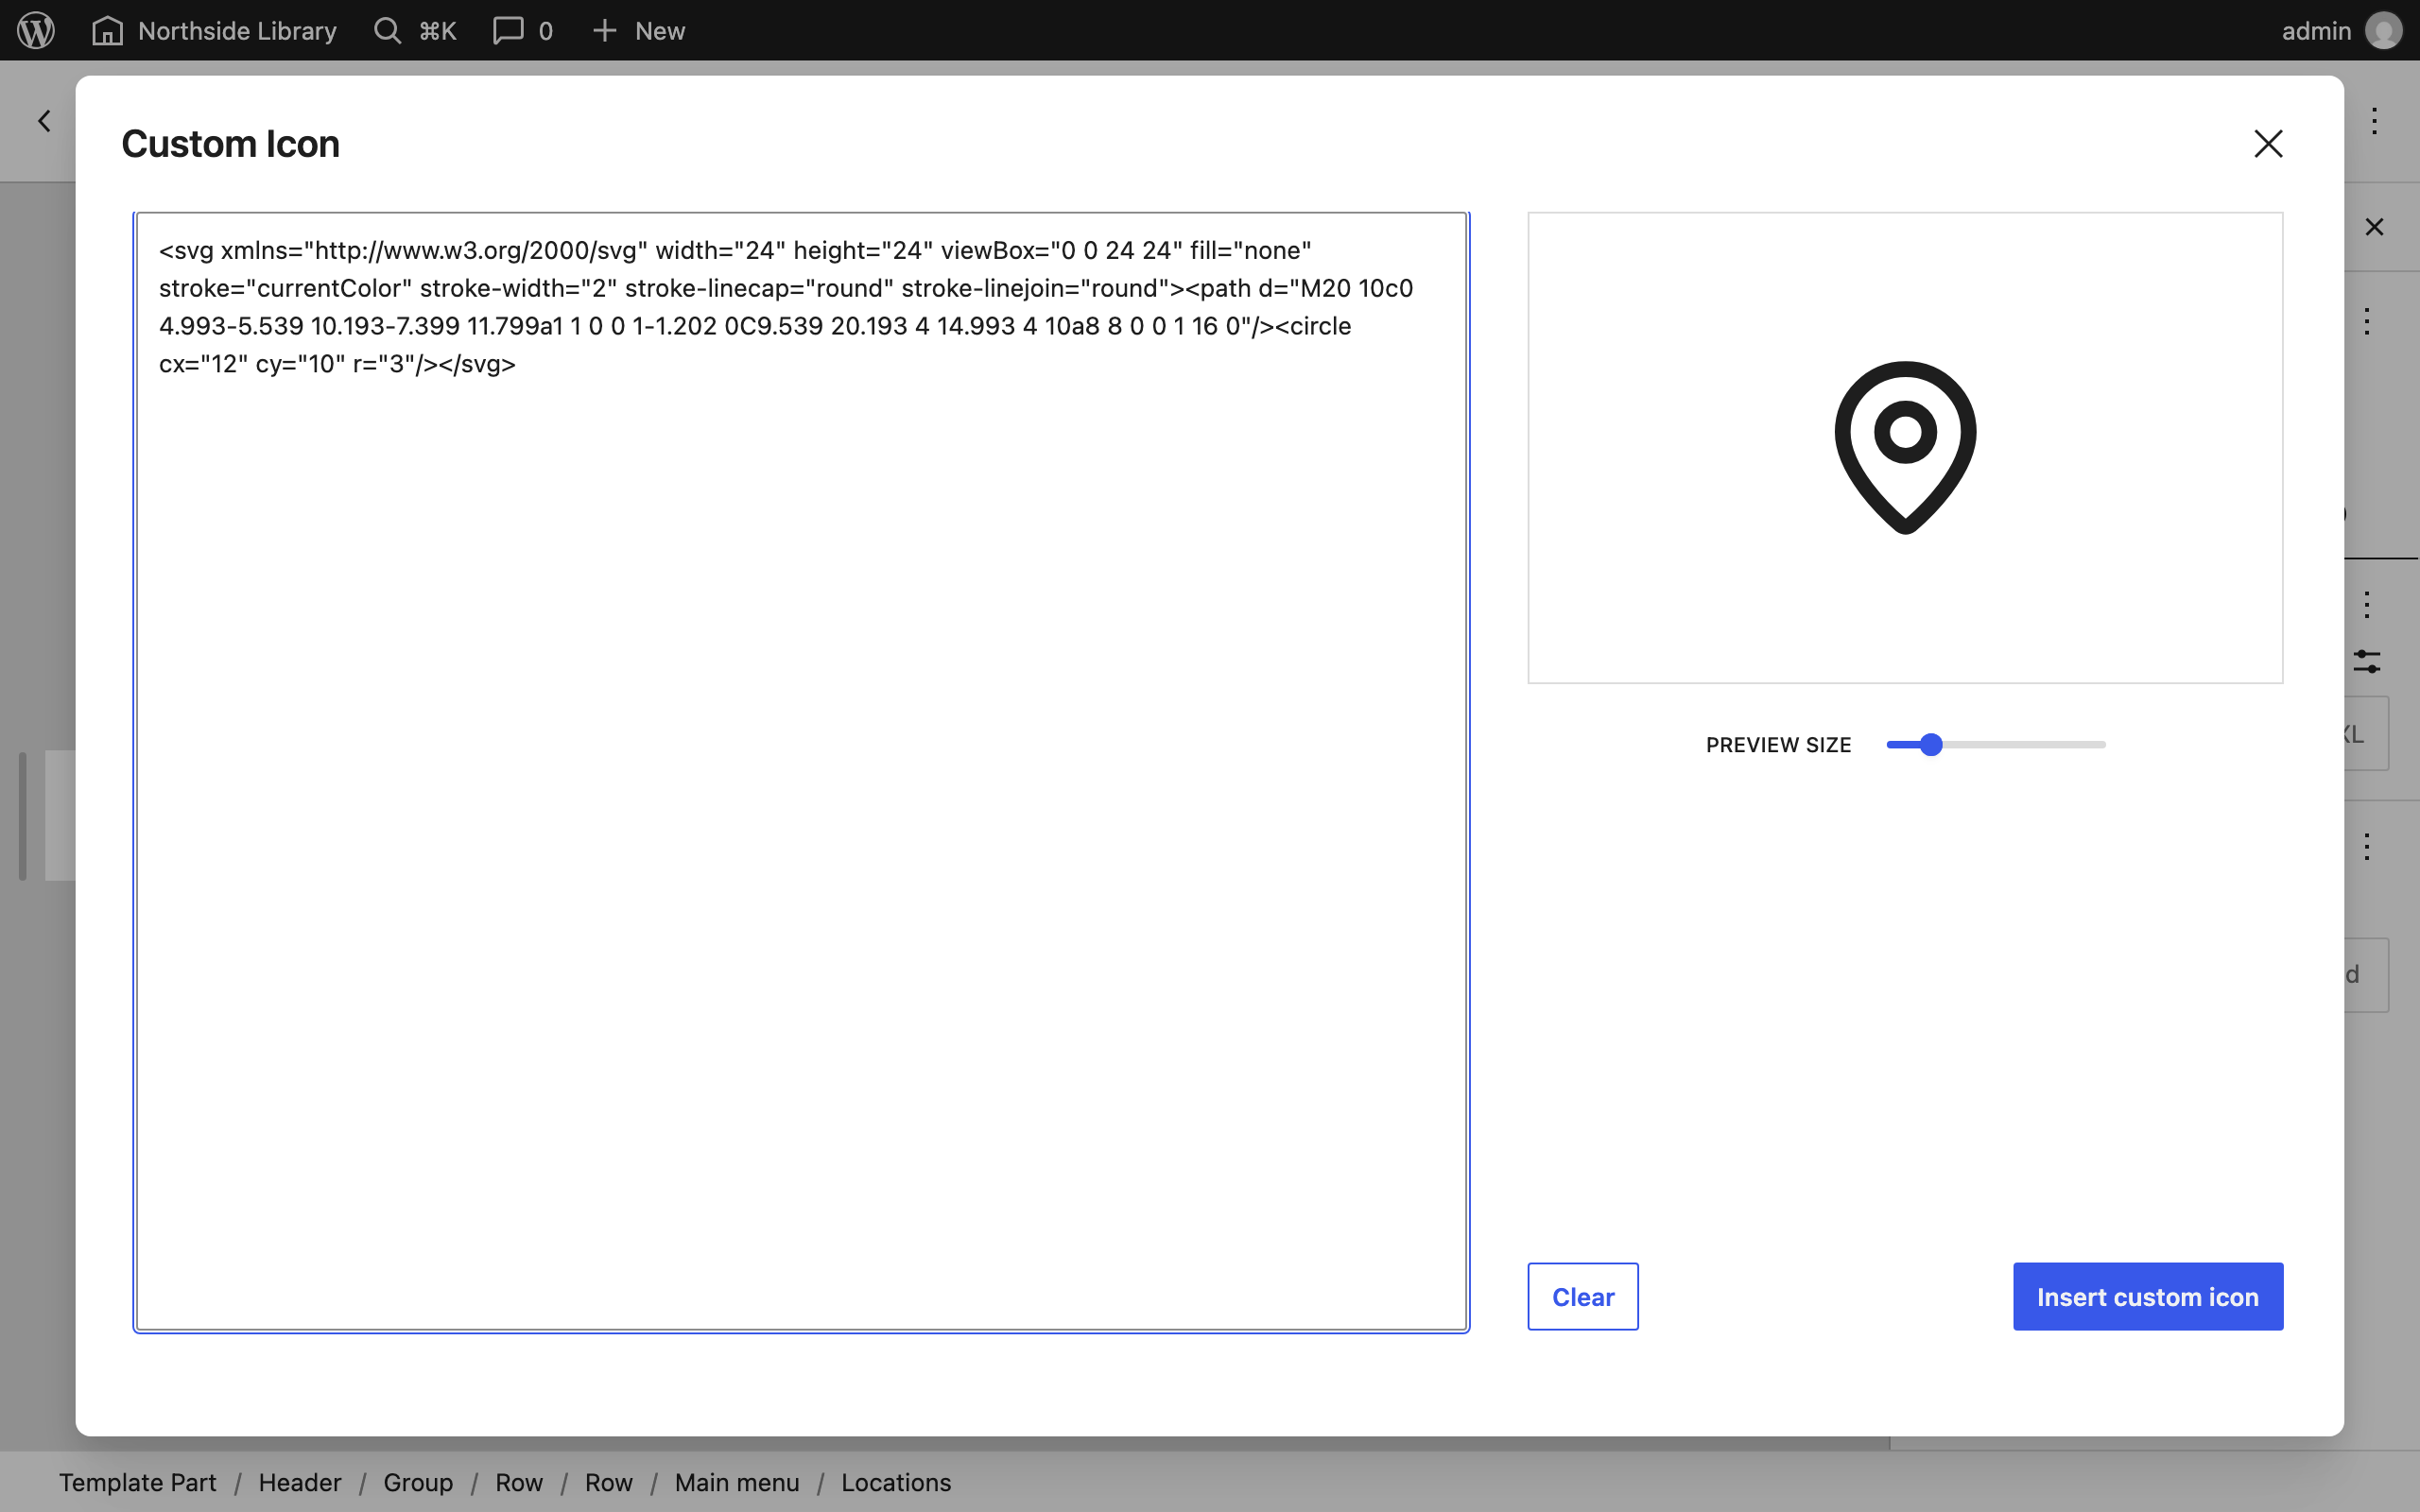 Northside Library ⌘K 0 New admin
Custom Icon
<svg xmlns="http://www.w3.org/2000/svg" width="24" height="24" viewBox="0 0 24 24" fill="none"
stroke="currentColor" stroke-width="2" stroke-linecap="round" stroke-linejoin="round"><path d="M20 10c0
4.993-5.539 10.193-7.399 11.799a1 1 0 0 1-1.202 0C9.539 20.193 4 14.993 4 10a8 8 0 0 1 16 0"/><circle
cx="12" cy="10" r="3"/></svg>
PREVIEW SIZE
Clear
Insert custom icon
Template Part / Header / Group / Row / Row / Main menu / Locations